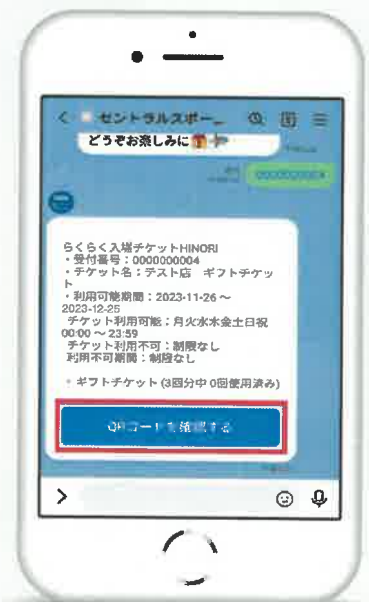 セントラルスポー...
どうぞお楽しみに
0000000004
らくらく入場チケットHINORI
・受付番号：0000000004
・チケット名：テスト店　ギフトチケッ
ト
・利用可能期間：2023-11-26 ～
2023-12-25
チケット利用可能：月火水木金土日祝
00:00 ～ 23:59
チケット利用不可：制限なし
利用不可期間：制限なし
・ギフトチケット (3回分中 0回使用済み)
QRコードを確認する